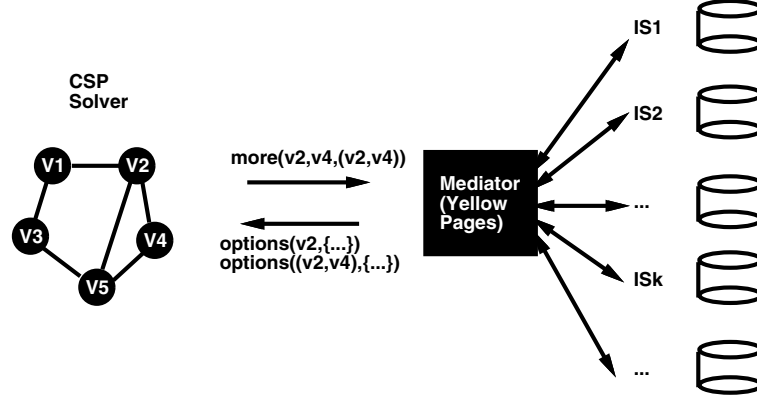 CSP
Solver
V1
V2
V3
V4
V5
more(v2,v4,(v2,v4))
options(v2,{...})
options((v2,v4),{...})
Mediator
(Yellow
Pages)
IS1
IS2
...
ISk
...